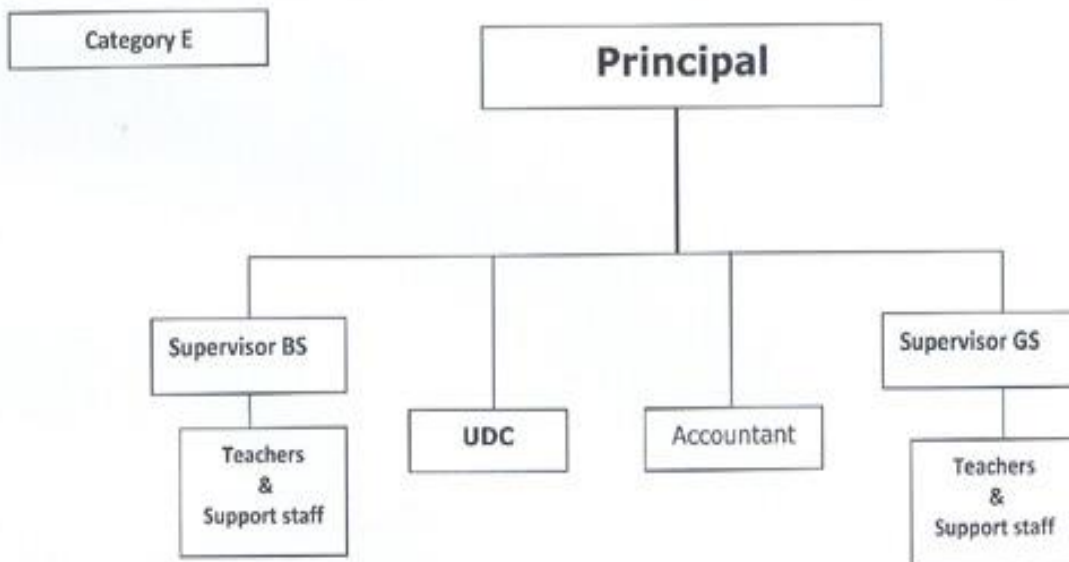 Category E
Principal
Supervisor BS
UDC
Accountant
Supervisor GS
Teachers
&
Support staff
Teachers
&
Support staff